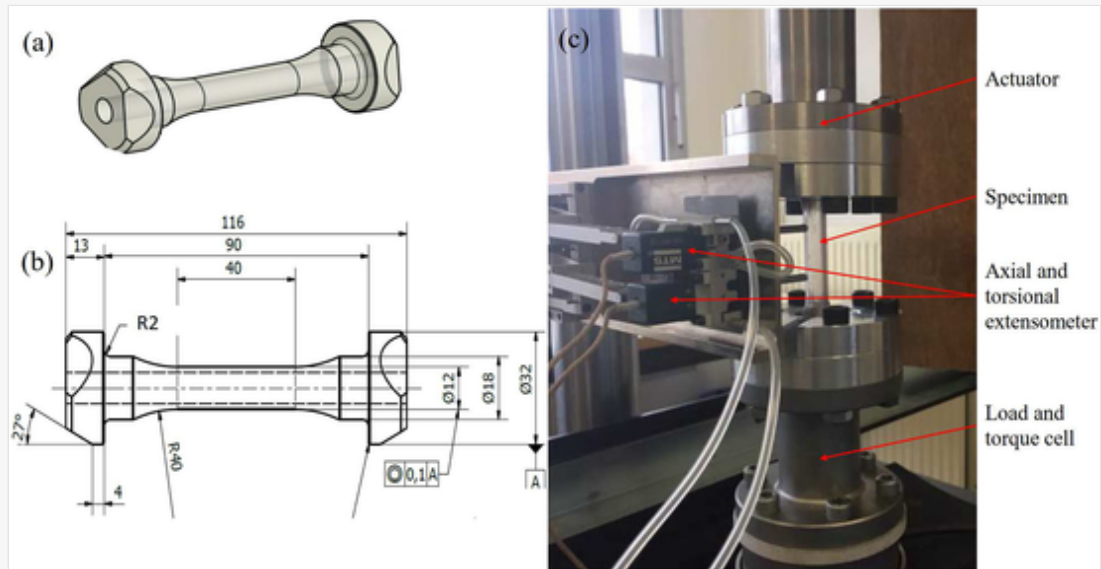 (a)
(b)
116
13
90
40
R2
Ø12
Ø18
Ø32
27°
R40
0,1 A
A
4
(c)
MTS
Actuator
Specimen
Axial and
torsional
extensometer
Load and
torque cell